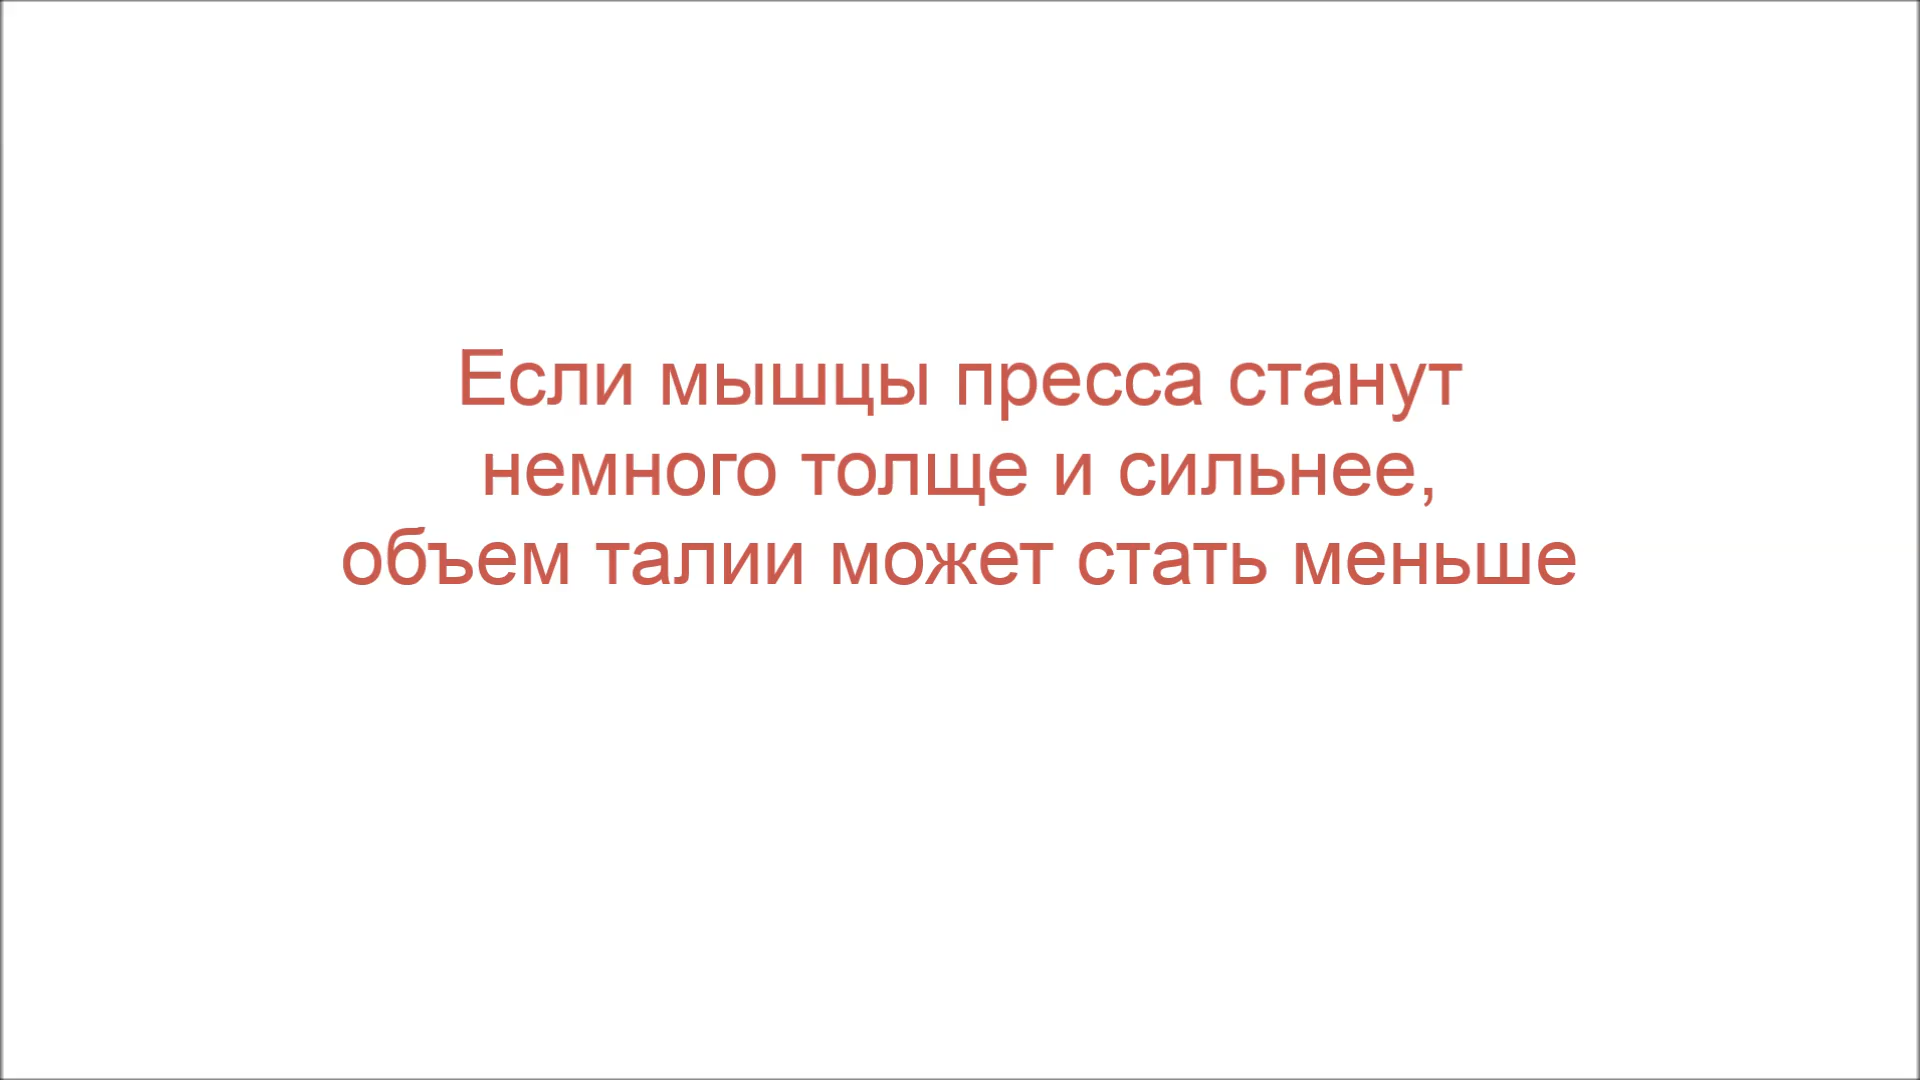 Если мышцы пресса станут
немного толще и сильнее,
объем талии может стать меньше